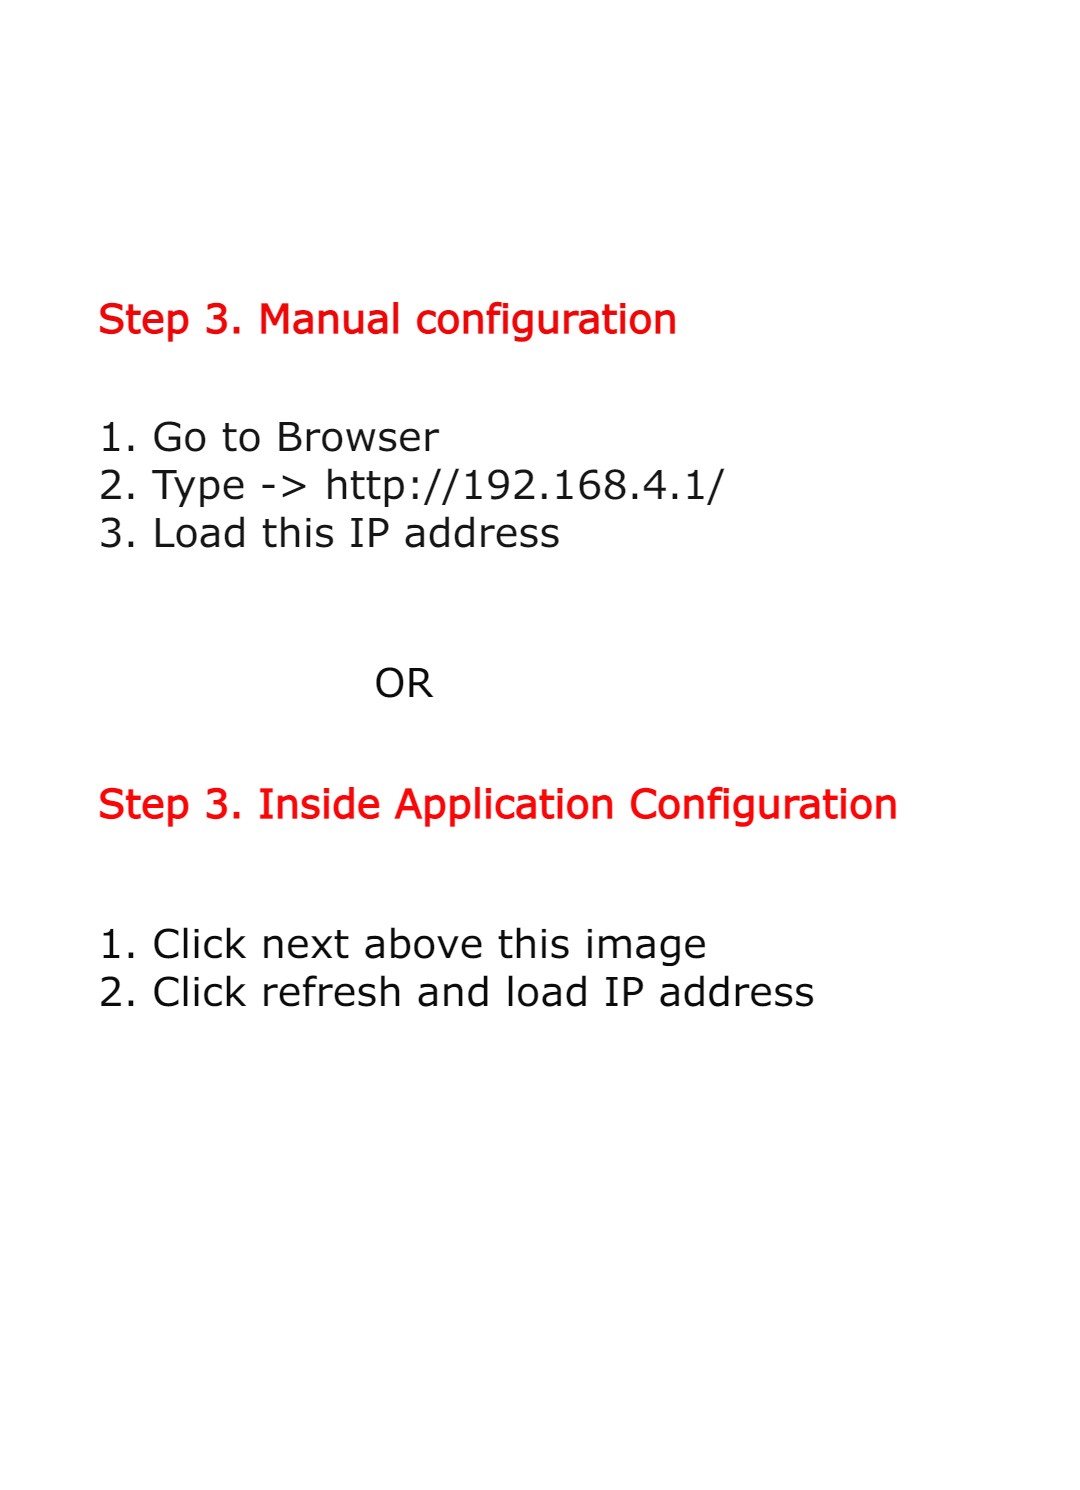 Step 3. Manual configuration
1. Go to Browser
2. Type -> http://192.168.4.1/
3. Load this IP address
OR
Step 3. Inside Application Configuration
1. Click next above this image
2. Click refresh and load IP address